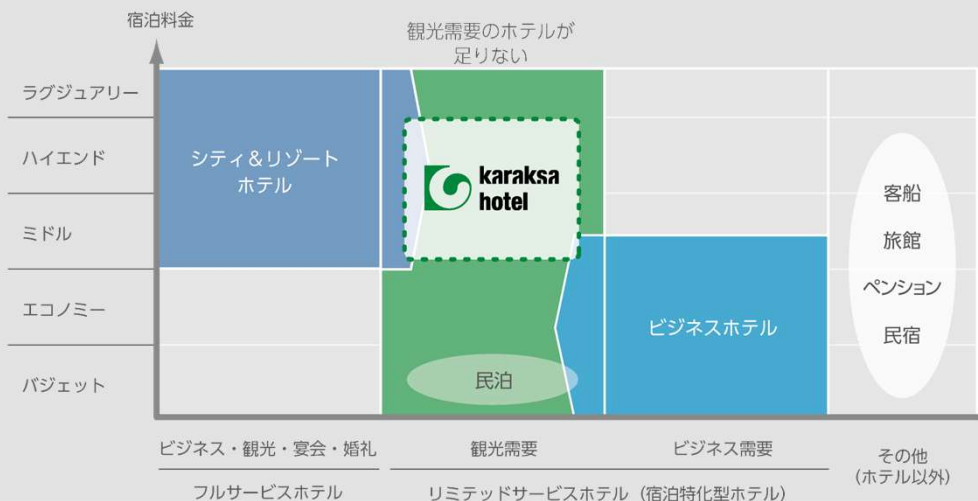 宿泊料金
観光需要のホテルが
足りない
ラグジュアリー
ハイエンド
ミドル
エコノミー
バジェット
シティ&リゾート
ホテル
karaksa
hotel
ビジネスホテル
民泊
客船
旅館
ペンション
民宿
ビジネス・観光・宴会・婚礼
観光需要
ビジネス需要
その他
(ホテル以外)
フルサービスホテル
リミテッドサービスホテル(宿泊特化型ホテル)